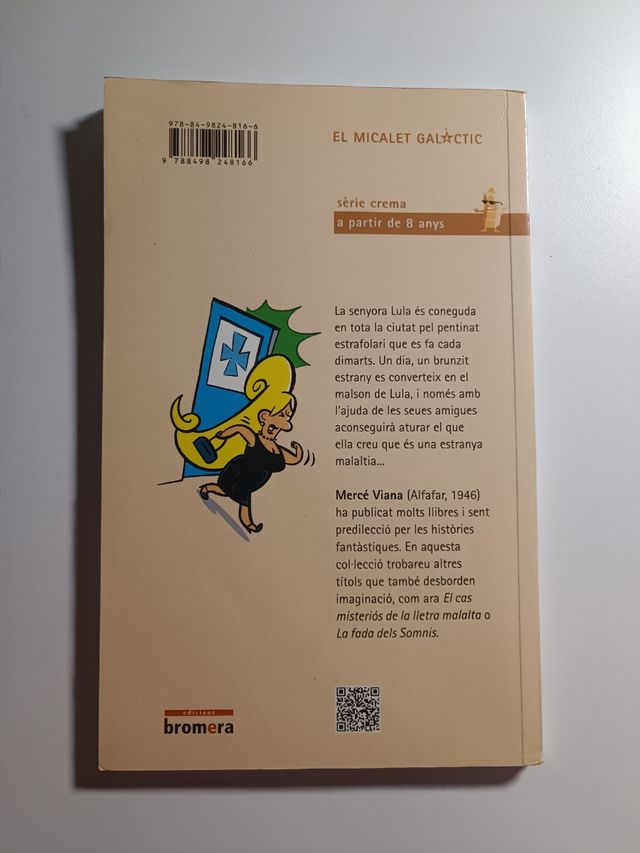 978-84-9824-816-6
9 788498 248166
EL MICALET GALÀCTIC
sèrie crema
a partir de 8 anys
La senyora Lula és coneguda
en tota la ciutat pel pentinat
estrafolari que es fa cada
dimarts. Un dia, un brunzit
estrany es converteix en el
malson de Lula, i només amb
l'ajuda de les seues amigues
aconseguirà aturar el que
ella creu que és una estranya
malaltia...
Mercé Viana (Alfafar, 1946)
ha publicat molts llibres i sent
predilecció per les històries
fantàstiques. En aquesta
col·lecció trobareu altres
títols que també desborden
imaginació, com ara El cas
misteriós de la lletra malalta o
La fada dels Somnis.
edicions
bromera